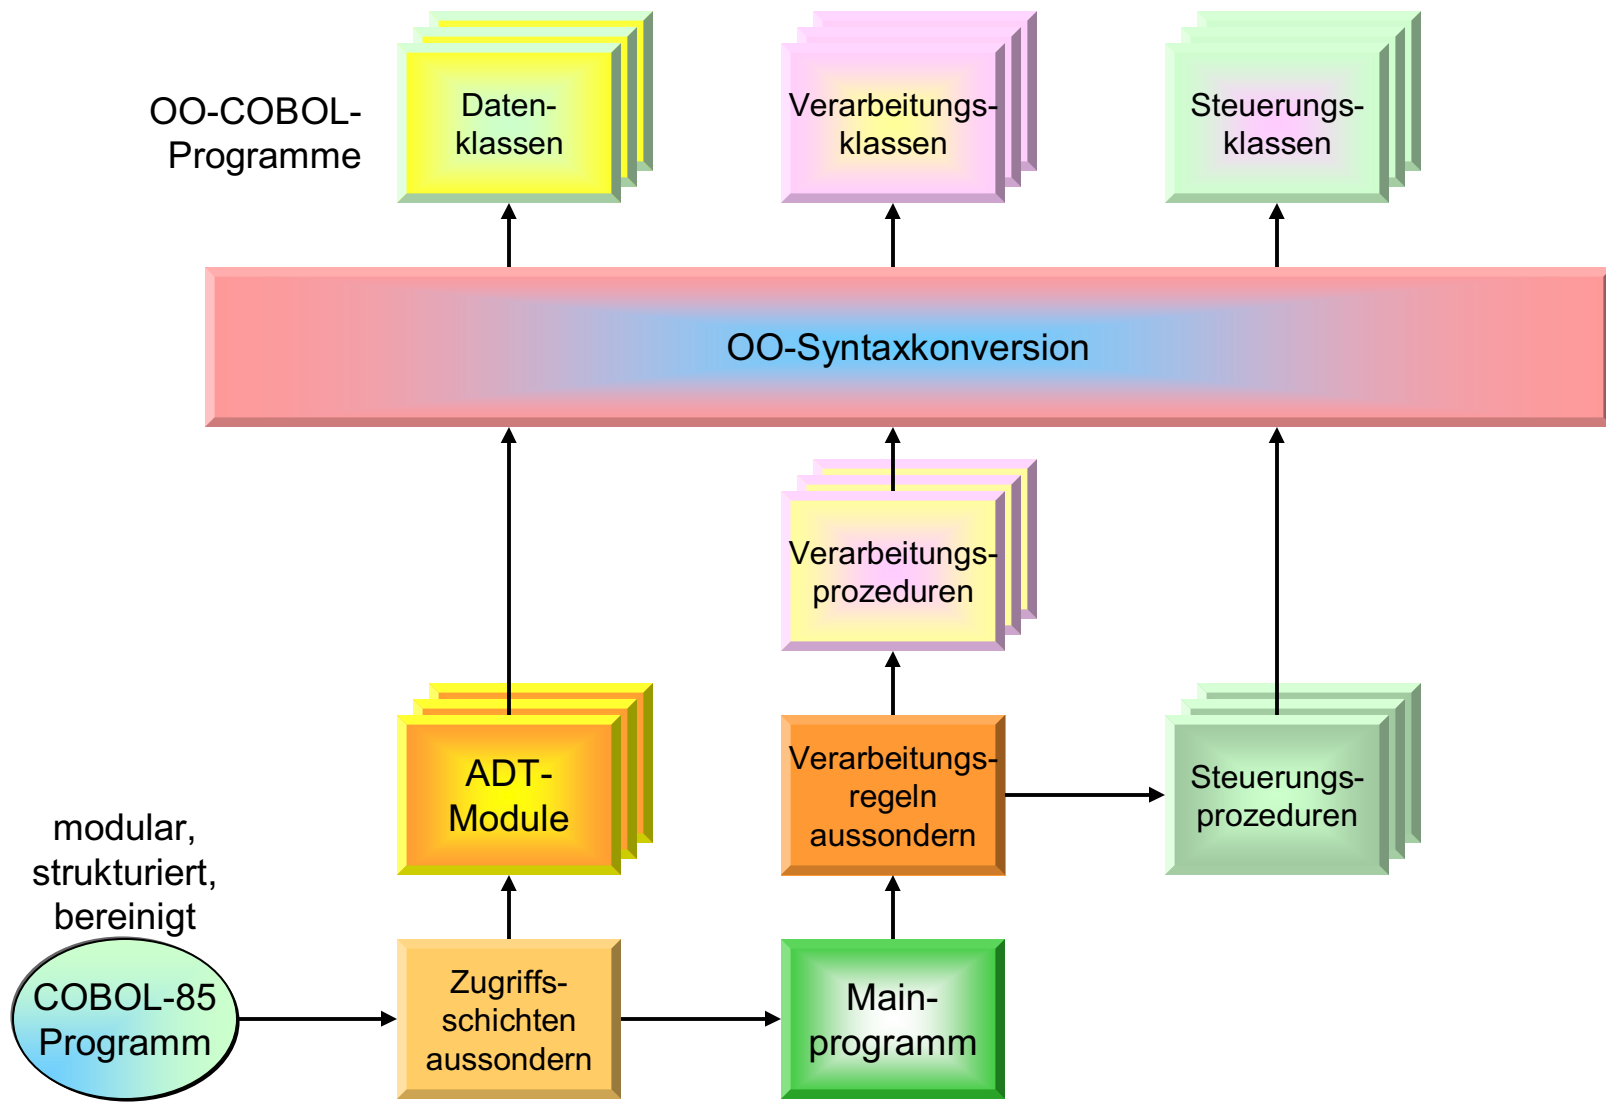 OO-COBOL-
Programme
Daten-
klassen
Verarbeitungs-
klassen
Steuerungs-
klassen
OO-Syntaxkonversion
Verarbeitungs-
prozeduren
ADT-
Module
Verarbeitungs-
regeln
aussondern
Steuerungs-
prozeduren
modular,
strukturiert,
bereinigt
COBOL-85
Programm
Zugriffs-
schichten
aussondern
Main-
programm